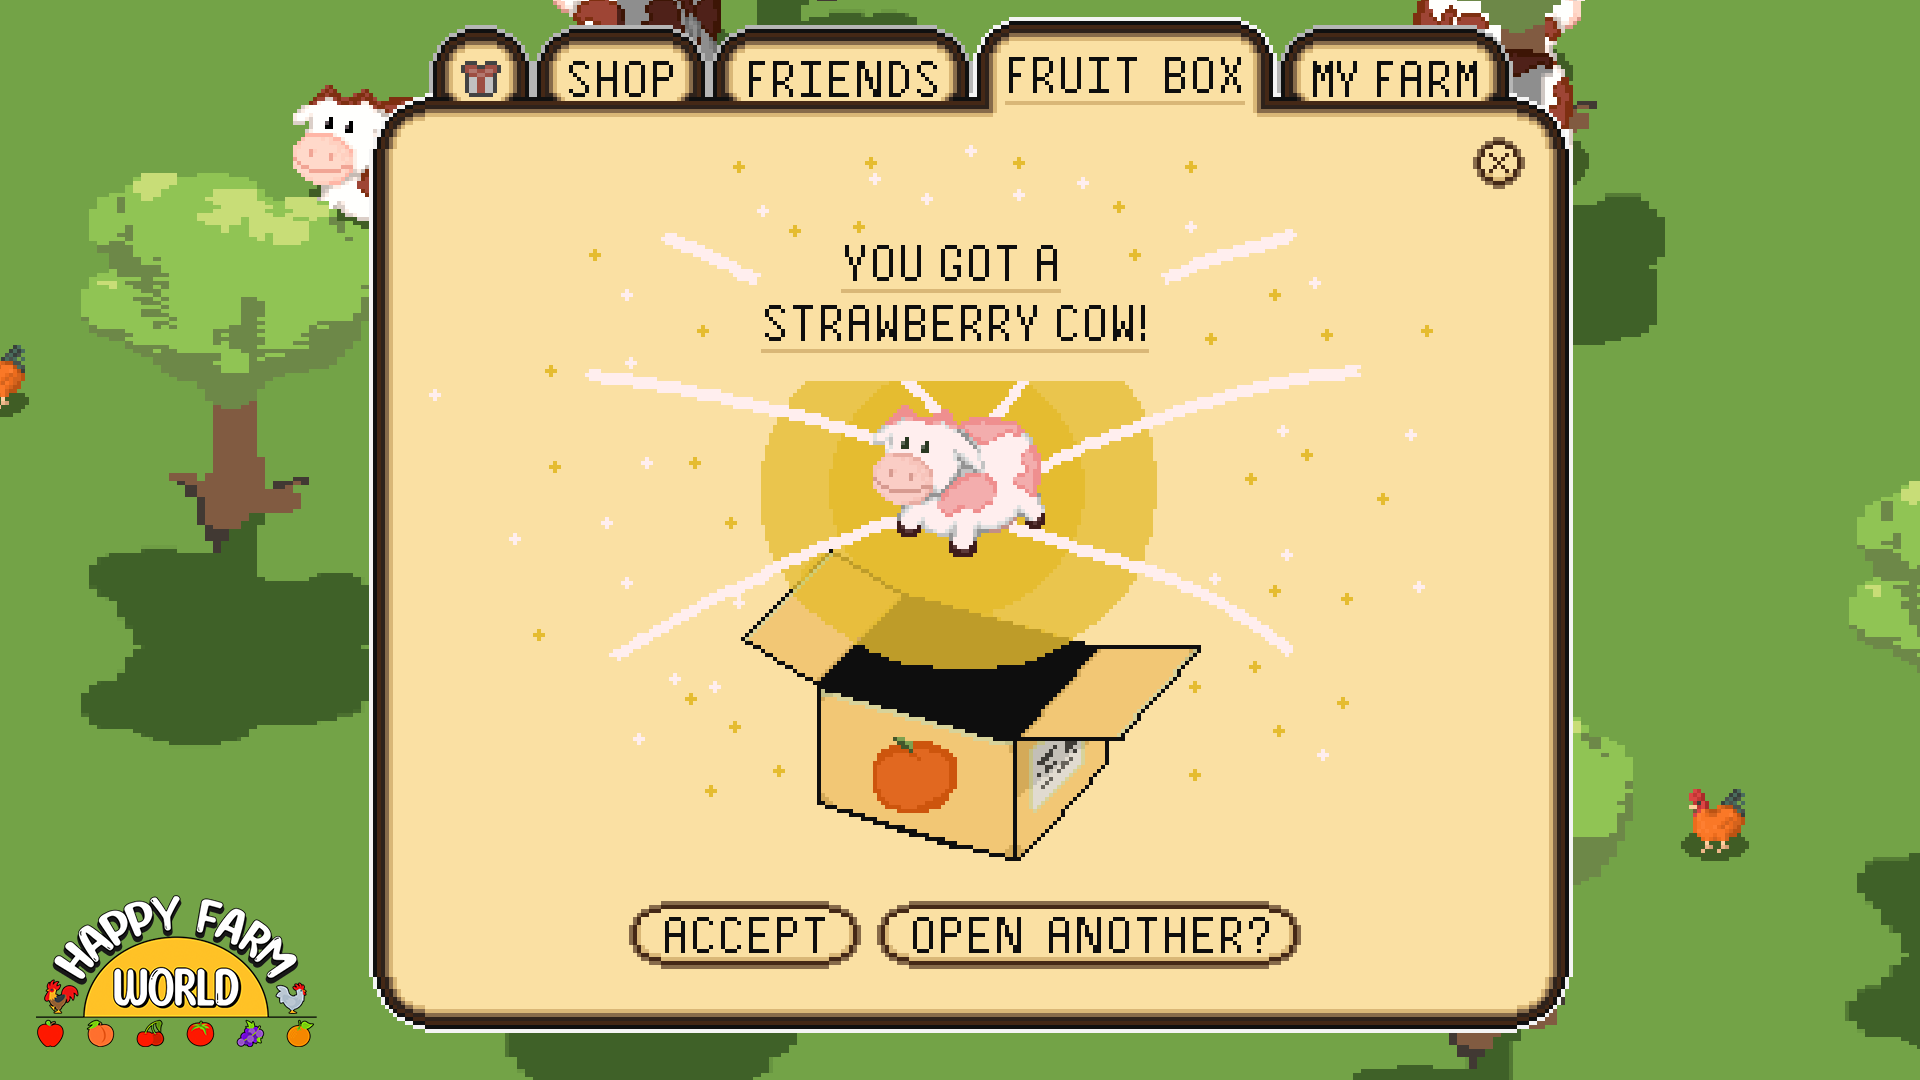 SHOP
FRIENDS
FRUIT BOX
MY FARM
YOU GOT A
STRAWBERRY COW!
ACCEPT
OPEN ANOTHER?
HAPPY FARM
WORLD